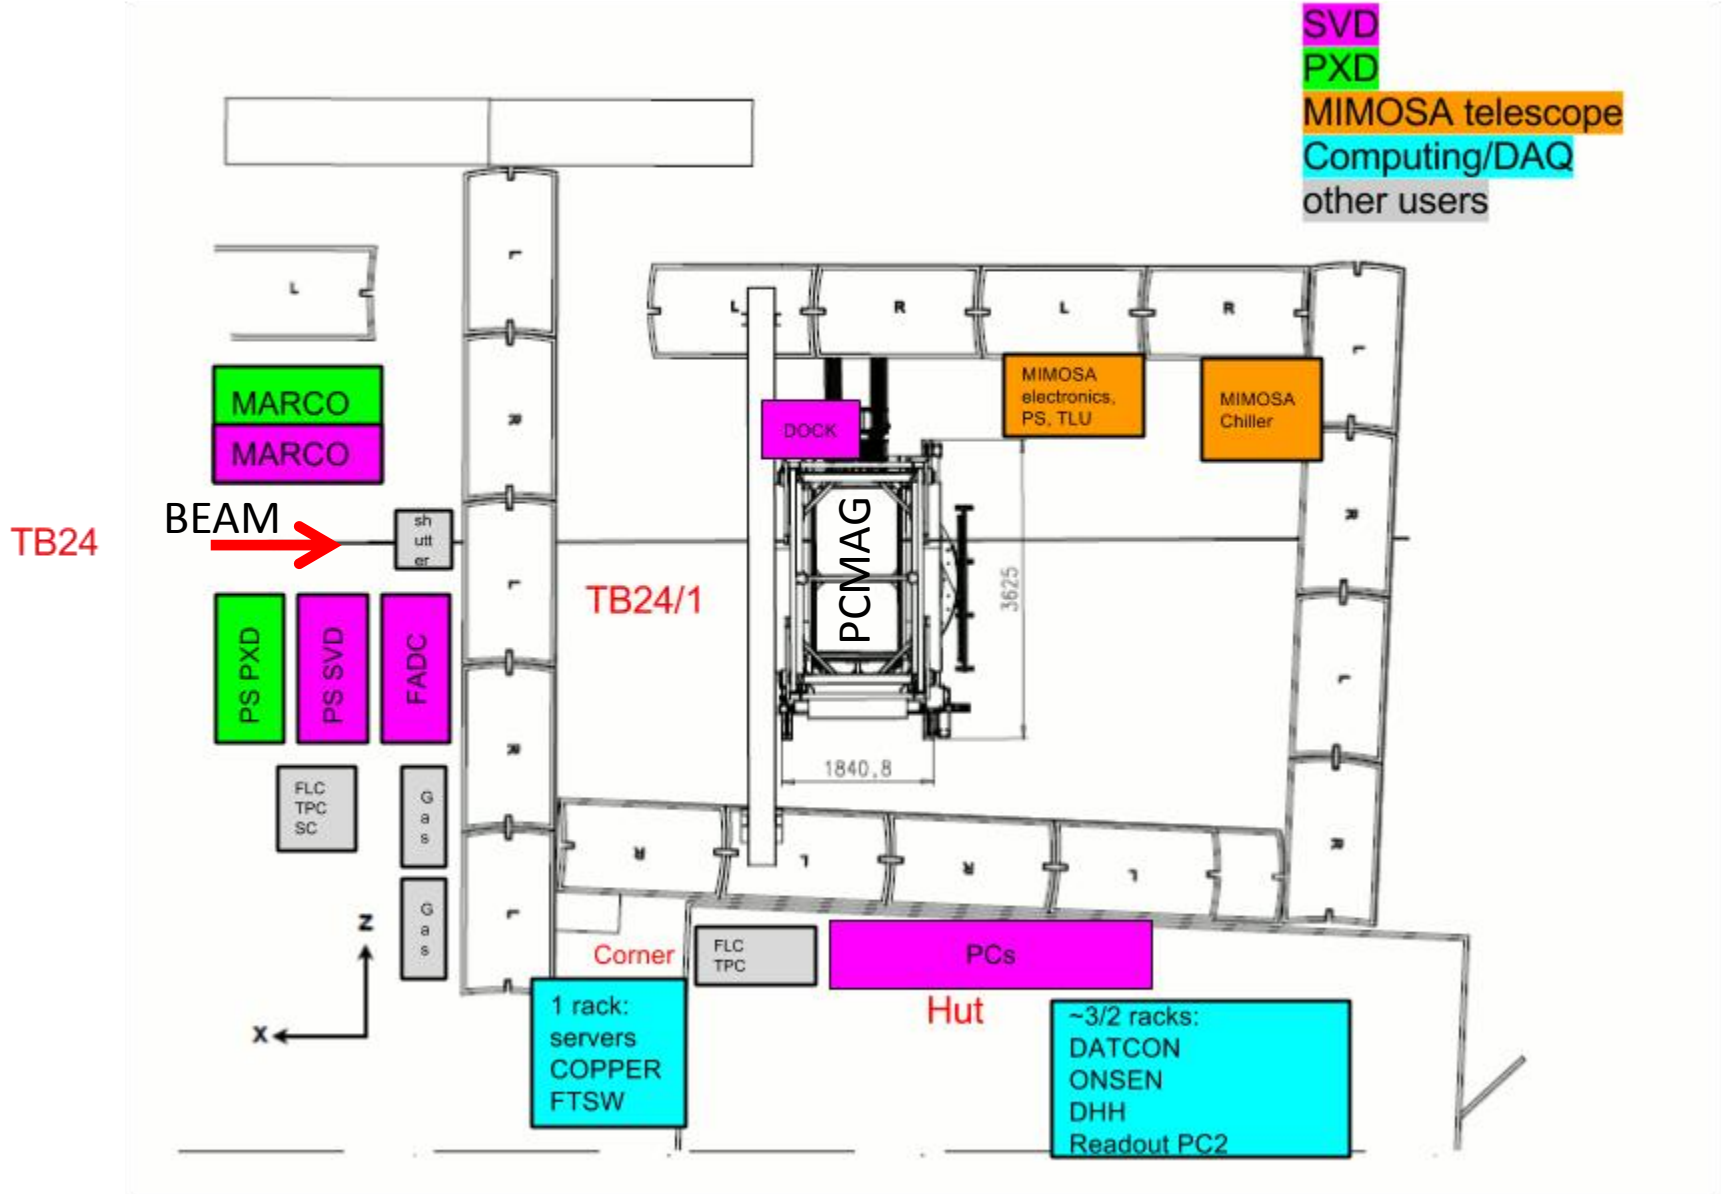 SVD
PXD
MIMOSA telescope
Computing/DAQ
other users
L
L
L
R
L
R
L
MARCO
MARCO
R
DOCK
MIMOSA
electronics,
PS, TLU
MIMOSA
Chiller
R
TB24
BEAM
sh
utt
er
L
TB24/1
PCMAG
3625
L
PS PXD
PS SVD
FADC
R
1840,8
FLC
TPC
SC
Gas
R
L
R
L
R
Gas
L
Z
X
Corner
FLC
TPC
PCs
Hut
1 rack:
servers
COPPER
FTSW
~3/2 racks:
DATCON
ONSEN
DHH
Readout PC2